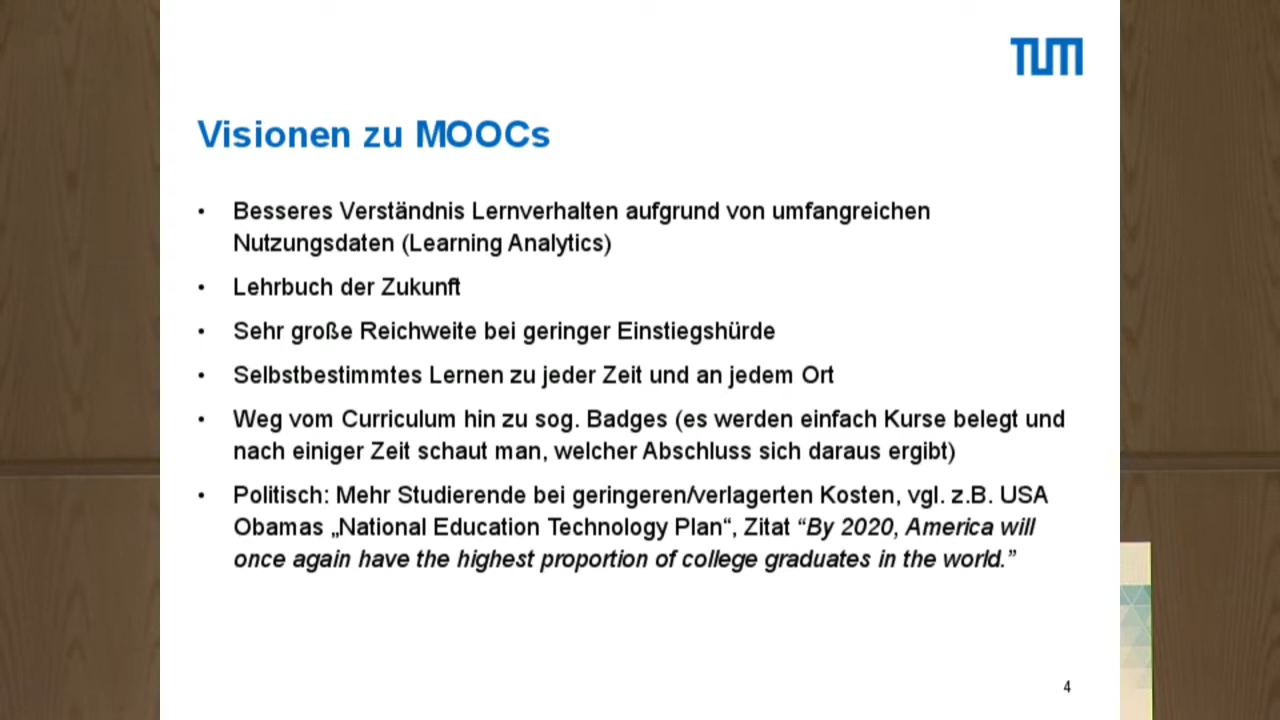 TUM
Visionen zu MOOCs
• Besseres Verständnis Lernverhalten aufgrund von umfangreichen
Nutzungsdaten (Learning Analytics)
• Lehrbuch der Zukunft
• Sehr große Reichweite bei geringer Einstiegshürde
• Selbstbestimmtes Lernen zu jeder Zeit und an jedem Ort
• Weg vom Curriculum hin zu sog. Badges (es werden einfach Kurse belegt und
nach einiger Zeit schaut man, welcher Abschluss sich daraus ergibt)
• Politisch: Mehr Studierende bei geringeren/verlagerten Kosten, vgl. z.B. USA
Obamas „National Education Technology Plan“, Zitat “By 2020, America will
once again have the highest proportion of college graduates in the world.”
4